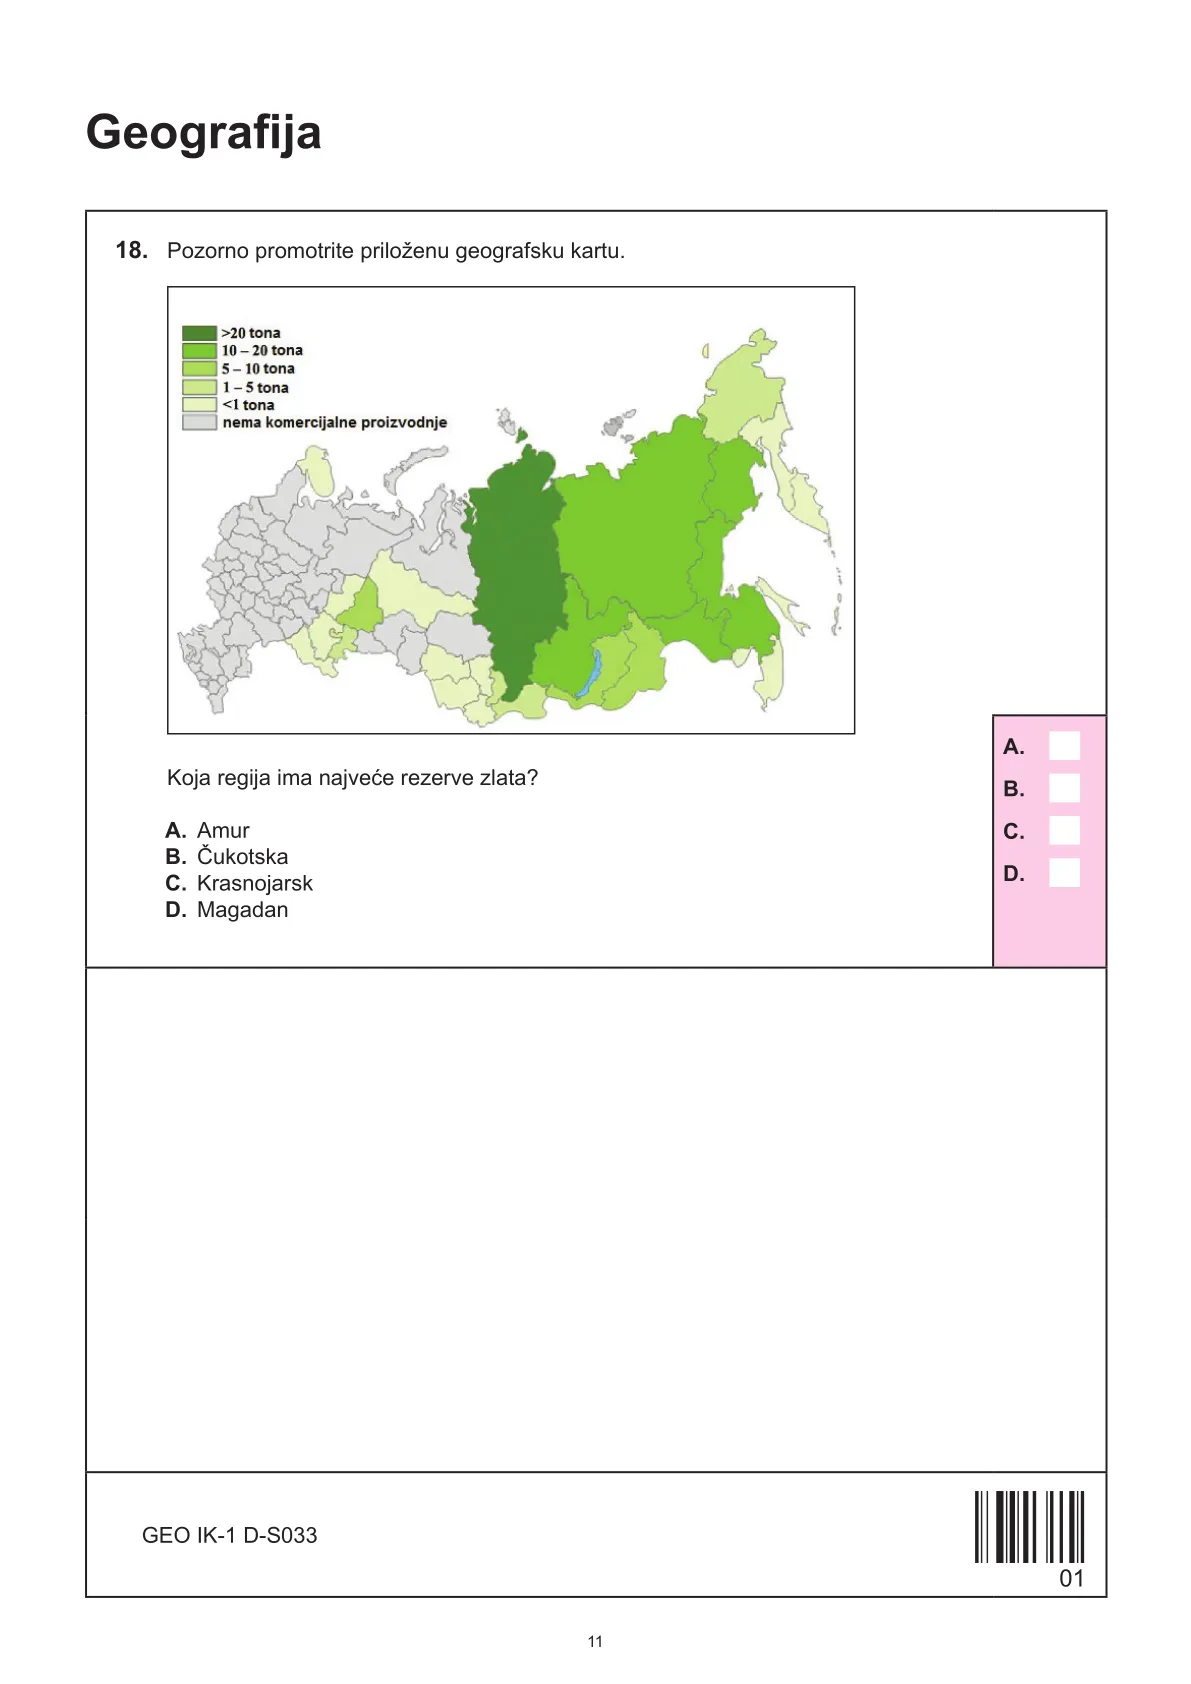 Geografija
18. Pozorno promotrite priloženu geografsku kartu.
>20 tona
10 – 20 tona
5 – 10 tona
1 – 5 tona
<1 tona
nema komercijalne proizvodnje
Koja regija ima najveće rezerve zlata?
A. Amur
B. Čukotska
C. Krasnojarsk
D. Magadan
A.
B.
C.
D.
GEO IK-1 D-S033
01
11